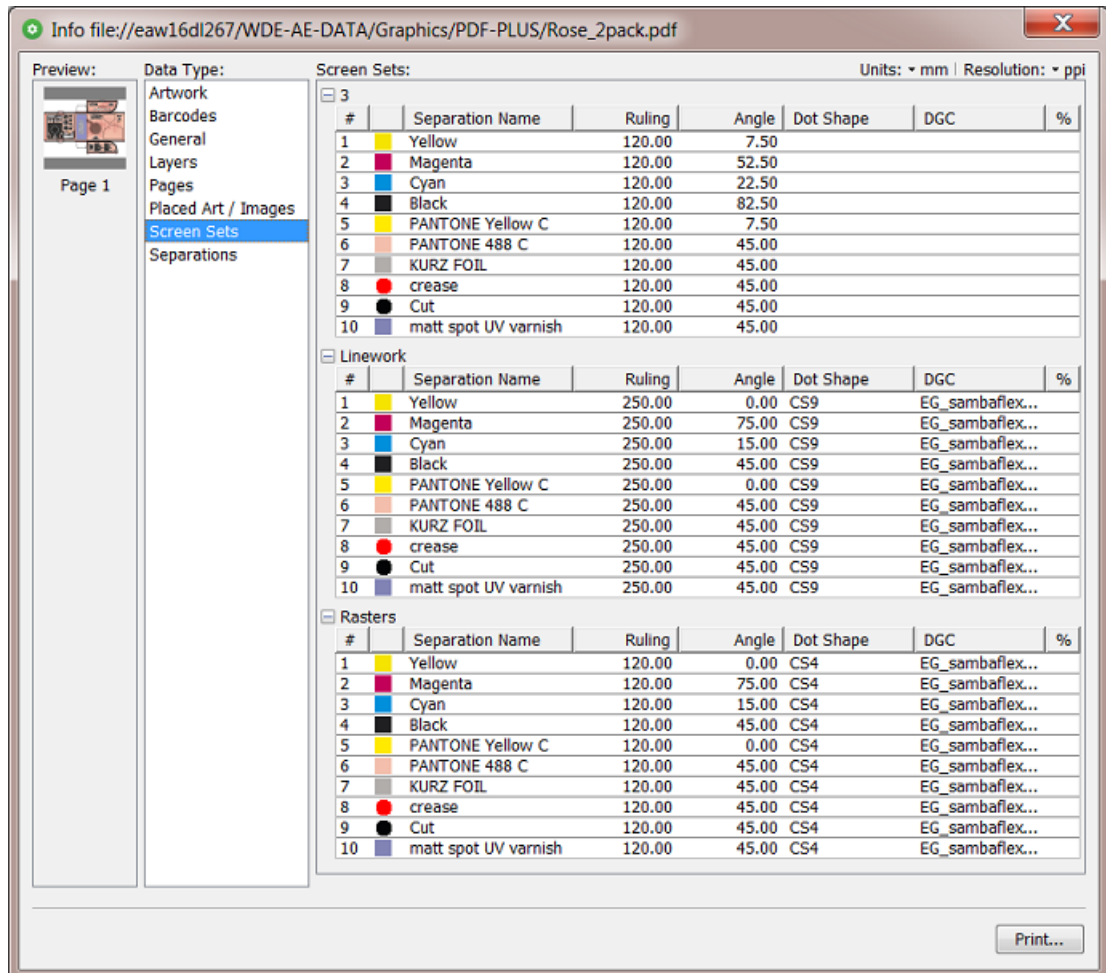 Info file://eaw16dl267/WDE-AE-DATA/Graphics/PDF-PLUS/Rose_2pack.pdf
Preview: Data Type: Screen Sets: Units: mm | Resolution: ppi
Page 1
Artwork
Barcodes
General
Layers
Pages
Placed Art / Images
Screen Sets
Separations
3
# Separation Name Ruling Angle Dot Shape DGC %
1 Yellow 120.00 7.50
2 Magenta 120.00 52.50
3 Cyan 120.00 22.50
4 Black 120.00 82.50
5 PANTONE Yellow C 120.00 7.50
6 PANTONE 488 C 120.00 45.00
7 KURZ FOIL 120.00 45.00
8 crease 120.00 45.00
9 Cut 120.00 45.00
10 matt spot UV varnish 120.00 45.00
Linework
# Separation Name Ruling Angle Dot Shape DGC %
1 Yellow 250.00 0.00 CS9 EG_sambaflex...
2 Magenta 250.00 75.00 CS9 EG_sambaflex...
3 Cyan 250.00 15.00 CS9 EG_sambaflex...
4 Black 250.00 45.00 CS9 EG_sambaflex...
5 PANTONE Yellow C 250.00 0.00 CS9 EG_sambaflex...
6 PANTONE 488 C 250.00 45.00 CS9 EG_sambaflex...
7 KURZ FOIL 250.00 45.00 CS9 EG_sambaflex...
8 crease 250.00 45.00 CS9 EG_sambaflex...
9 Cut 250.00 45.00 CS9 EG_sambaflex...
10 matt spot UV varnish 250.00 45.00 CS9 EG_sambaflex...
Rasters
# Separation Name Ruling Angle Dot Shape DGC %
1 Yellow 120.00 0.00 CS4 EG_sambaflex...
2 Magenta 120.00 75.00 CS4 EG_sambaflex...
3 Cyan 120.00 15.00 CS4 EG_sambaflex...
4 Black 120.00 45.00 CS4 EG_sambaflex...
5 PANTONE Yellow C 120.00 0.00 CS4 EG_sambaflex...
6 PANTONE 488 C 120.00 45.00 CS4 EG_sambaflex...
7 KURZ FOIL 120.00 45.00 CS4 EG_sambaflex...
8 crease 120.00 45.00 CS4 EG_sambaflex...
9 Cut 120.00 45.00 CS4 EG_sambaflex...
10 matt spot UV varnish 120.00 45.00 CS4 EG_sambaflex...
Print...